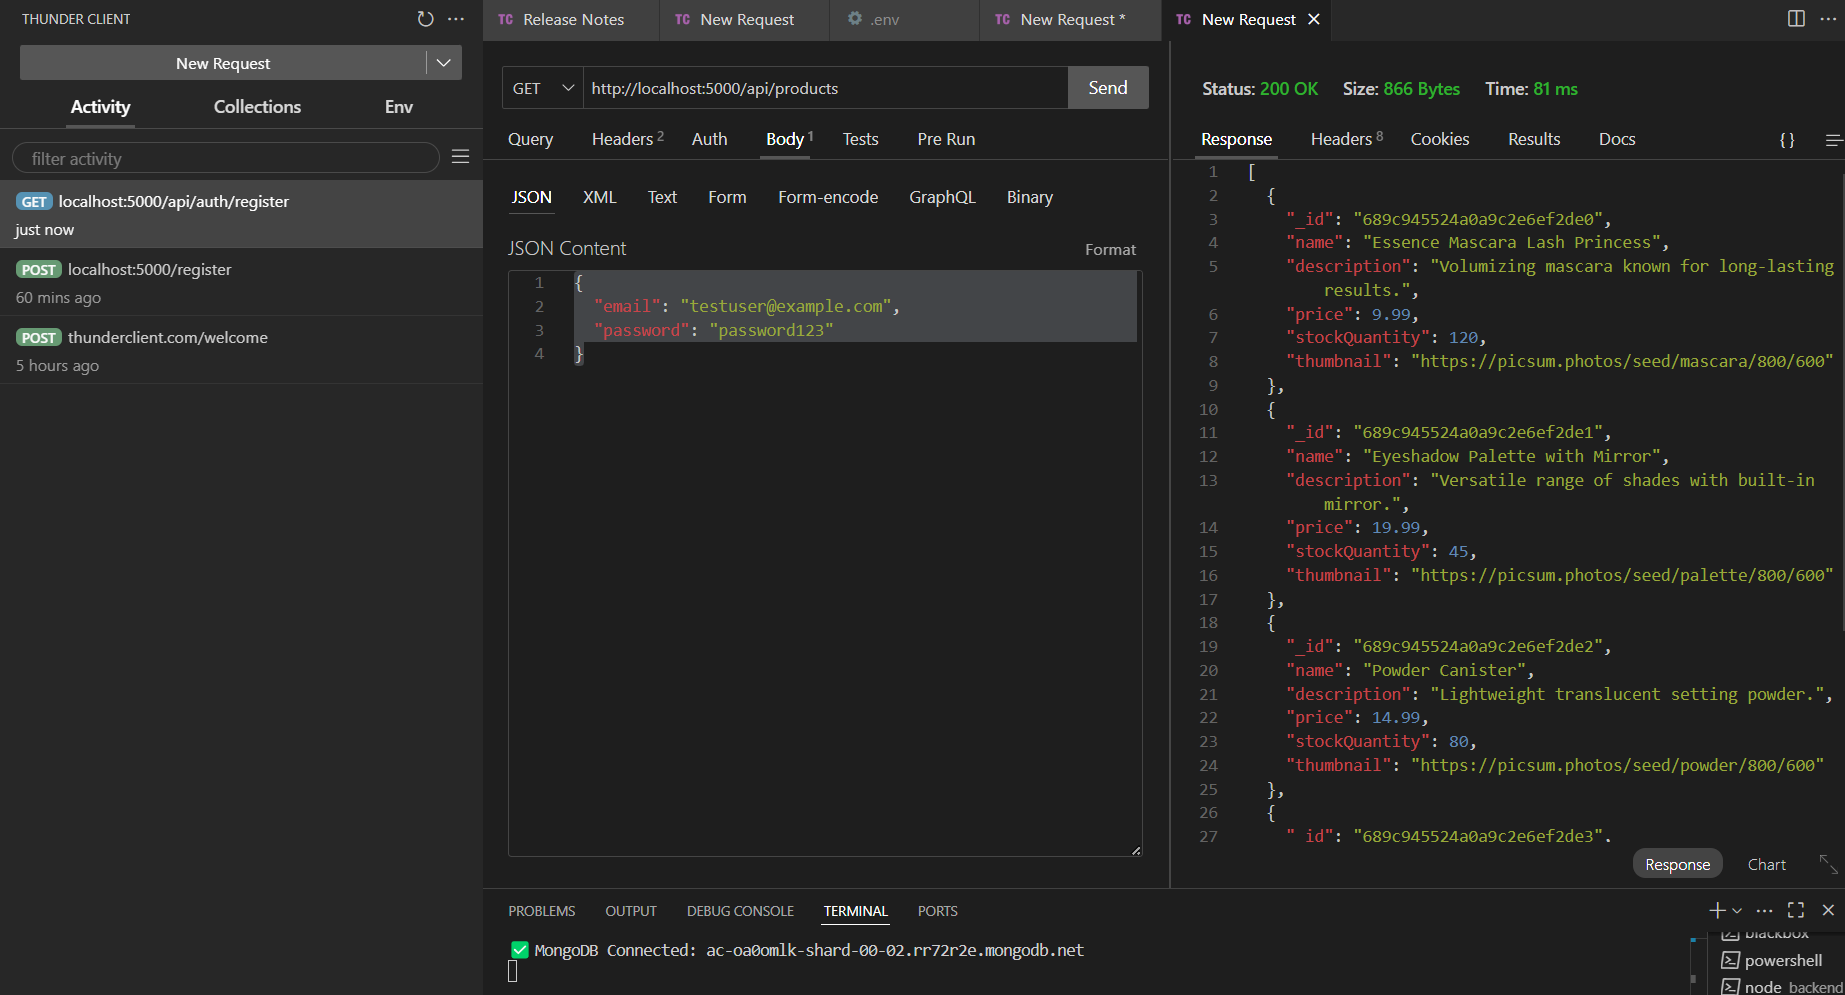 THUNDER CLIENT
New Request
Activity Collections Env
filter activity
GET localhost:5000/api/auth/register
just now
POST localhost:5000/register
60 mins ago
POST thunderclient.com/welcome
5 hours ago
TC Release Notes TC New Request .env TC New Request * TC New Request
GET http://localhost:5000/api/products Send
Query Headers 2 Auth Body 1 Tests Pre Run
JSON XML Text Form Form-encode GraphQL Binary
JSON Content Format
1 {
2 "email": "testuser@example.com",
3 "password": "password123"
4 }
Status: 200 OK Size: 866 Bytes Time: 81 ms
Response Headers 8 Cookies Results Docs { }
1 [
2 {
3 "_id": "689c945524a0a9c2e6ef2de0",
4 "name": "Essence Mascara Lash Princess",
5 "description": "Volumizing mascara known for long-lasting
results.",
6 "price": 9.99,
7 "stockQuantity": 120,
8 "thumbnail": "https://picsum.photos/seed/mascara/800/600"
9 },
10 {
11 "_id": "689c945524a0a9c2e6ef2de1",
12 "name": "Eyeshadow Palette with Mirror",
13 "description": "Versatile range of shades with built-in
mirror.",
14 "price": 19.99,
15 "stockQuantity": 45,
16 "thumbnail": "https://picsum.photos/seed/palette/800/600"
17 },
18 {
19 "_id": "689c945524a0a9c2e6ef2de2",
20 "name": "Powder Canister",
21 "description": "Lightweight translucent setting powder.",
22 "price": 14.99,
23 "stockQuantity": 80,
24 "thumbnail": "https://picsum.photos/seed/powder/800/600"
25 },
26 {
27 "_id": "689c945524a0a9c2e6ef2de3",
Response Chart
PROBLEMS OUTPUT DEBUG CONSOLE TERMINAL PORTS
✅ MongoDB Connected: ac-oa0omlk-shard-00-02.rr72r2e.mongodb.net
blackbox
powershell
node backend